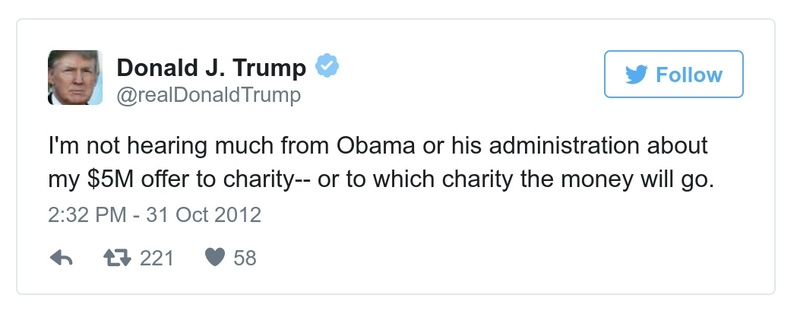 Donald J. Trump
@realDonaldTrump
Follow
I'm not hearing much from Obama or his administration about
my $5M offer to charity-- or to which charity the money will go.
2:32 PM - 31 Oct 2012
221 58